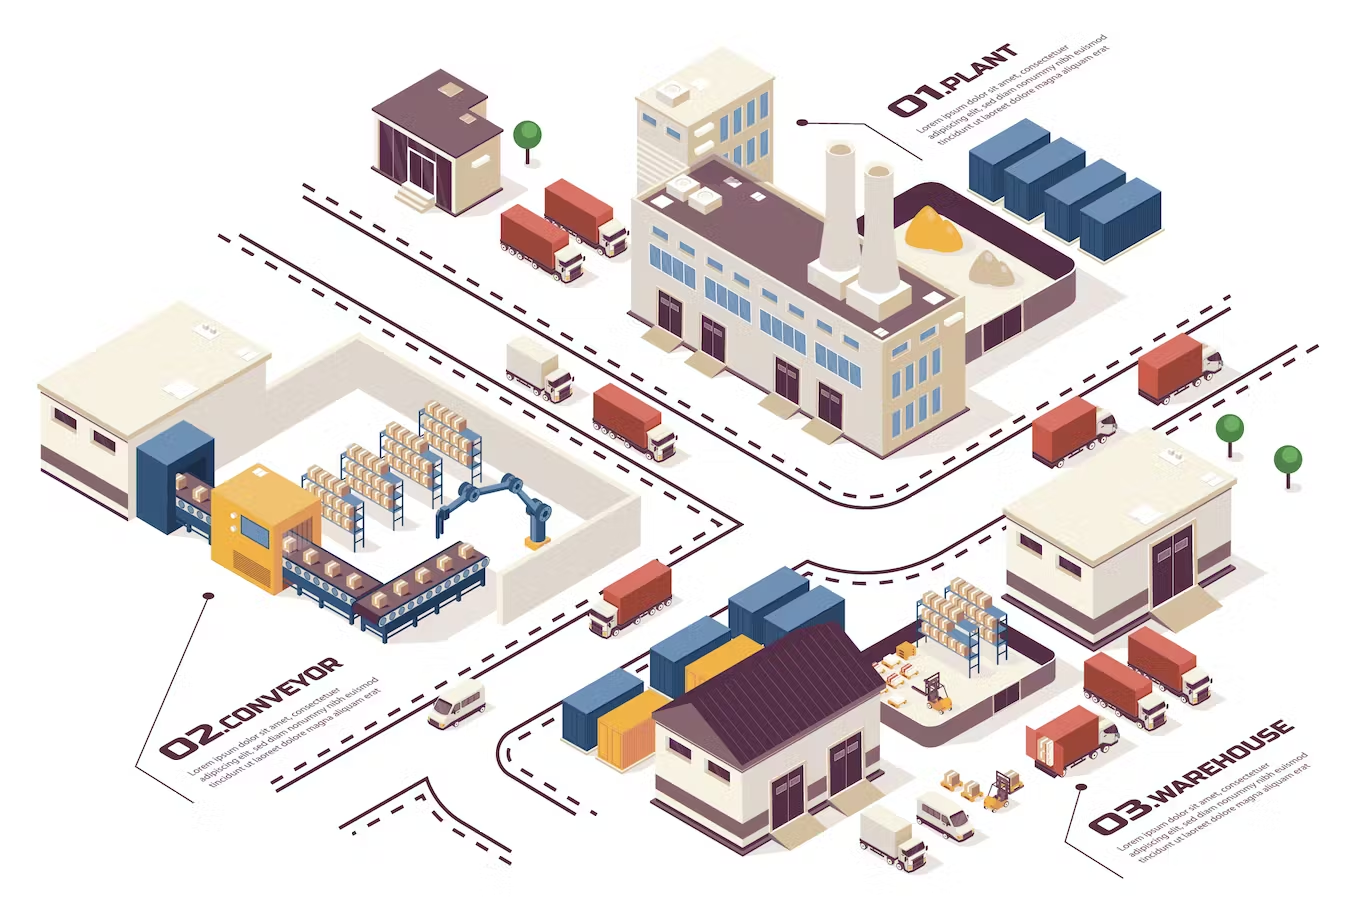 01.PLANT
Lorem ipsum dolor sit amet, consectetuer
adipiscing elit, sed diam nonummy nibh euismod
tincidunt ut laoreet dolore magna aliquam erat
02.CONVEYOR
Lorem ipsum dolor sit amet, consectetuer
adipiscing elit, sed diam nonummy nibh euismod
tincidunt ut laoreet dolore magna aliquam erat
03.WAREHOUSE
Lorem ipsum dolor sit amet, consectetuer
adipiscing elit, sed diam nonummy nibh euismod
tincidunt ut laoreet dolore magna aliquam erat